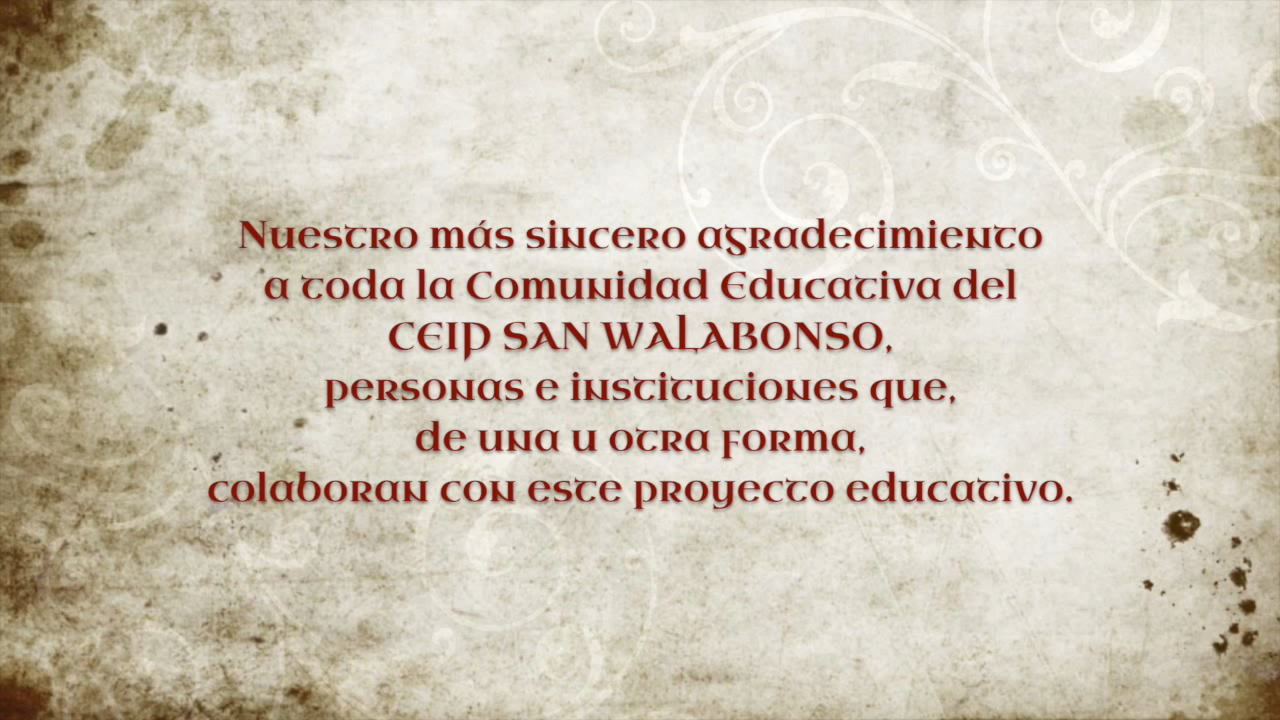 Nuestro más sincero agradecimiento
a toda la Comunidad Educativa del
CEIP SAN WALABONSO,
personas e instituciones que,
de una u otra forma,
colaboran con este proyecto educativo.